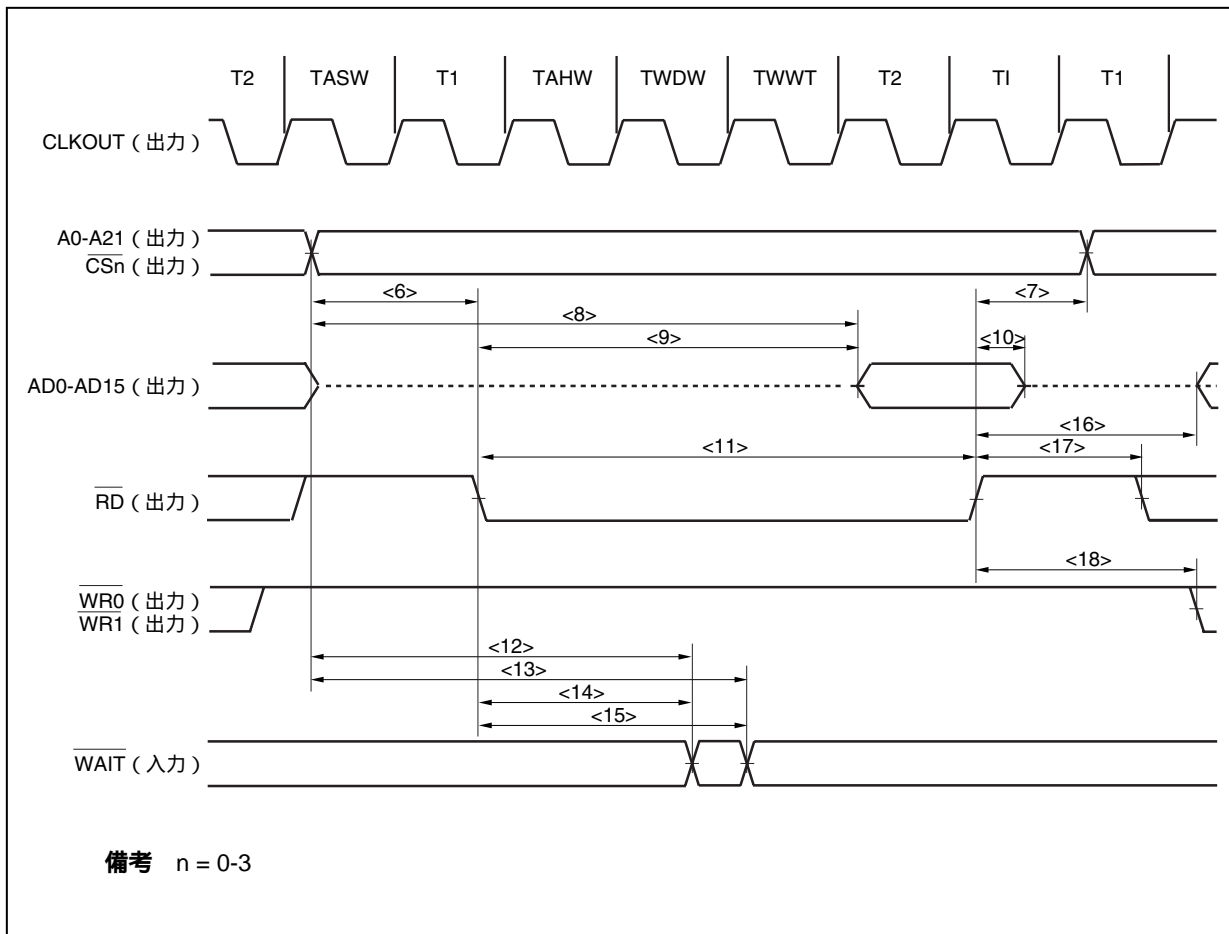 T2 TASW T1 TAHW TWDW TWWT T2 TI T1
CLKOUT（出力）
A0-A21（出力）
CSn（出力）
<6>
<7>
<8>
<9>
<10>
AD0-AD15（出力）
<16>
<11>
<17>
RD（出力）
<18>
WR0（出力）
WR1（出力）
<12>
<13>
<14>
<15>
WAIT（入力）
備考 n = 0-3